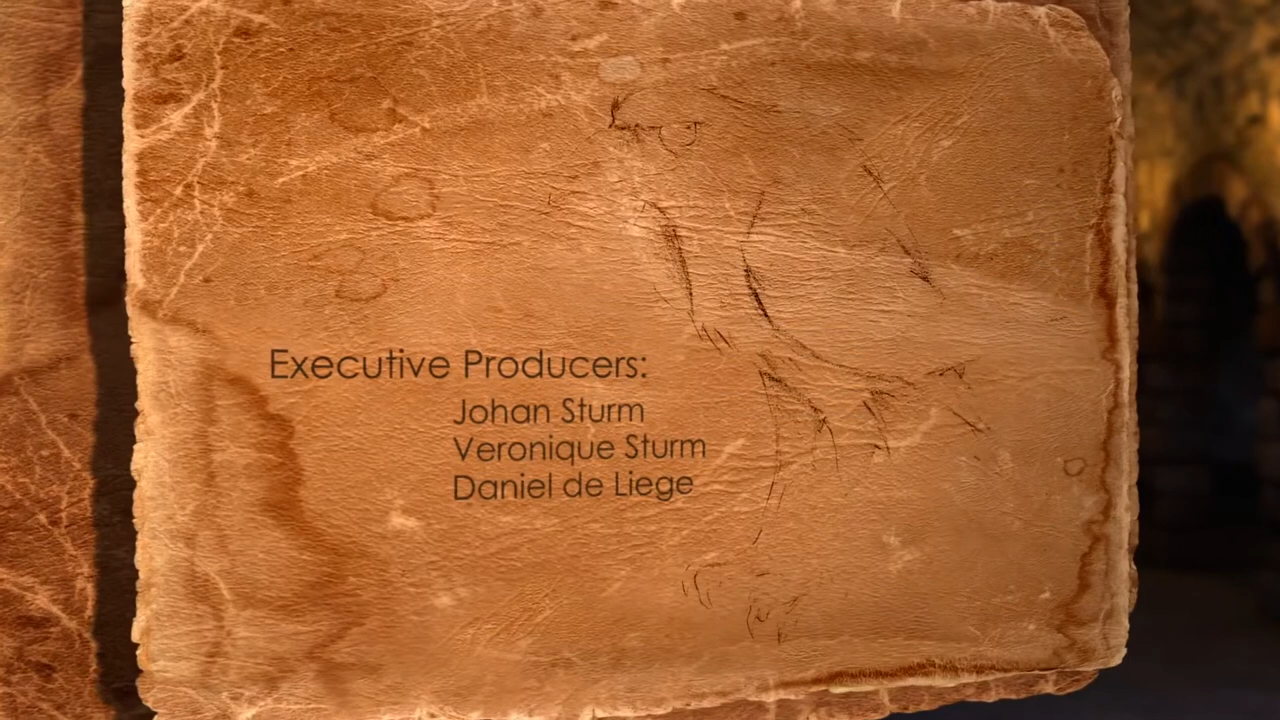 Executive Producers:
Johan Sturm
Veronique Sturm
Daniel de Liege